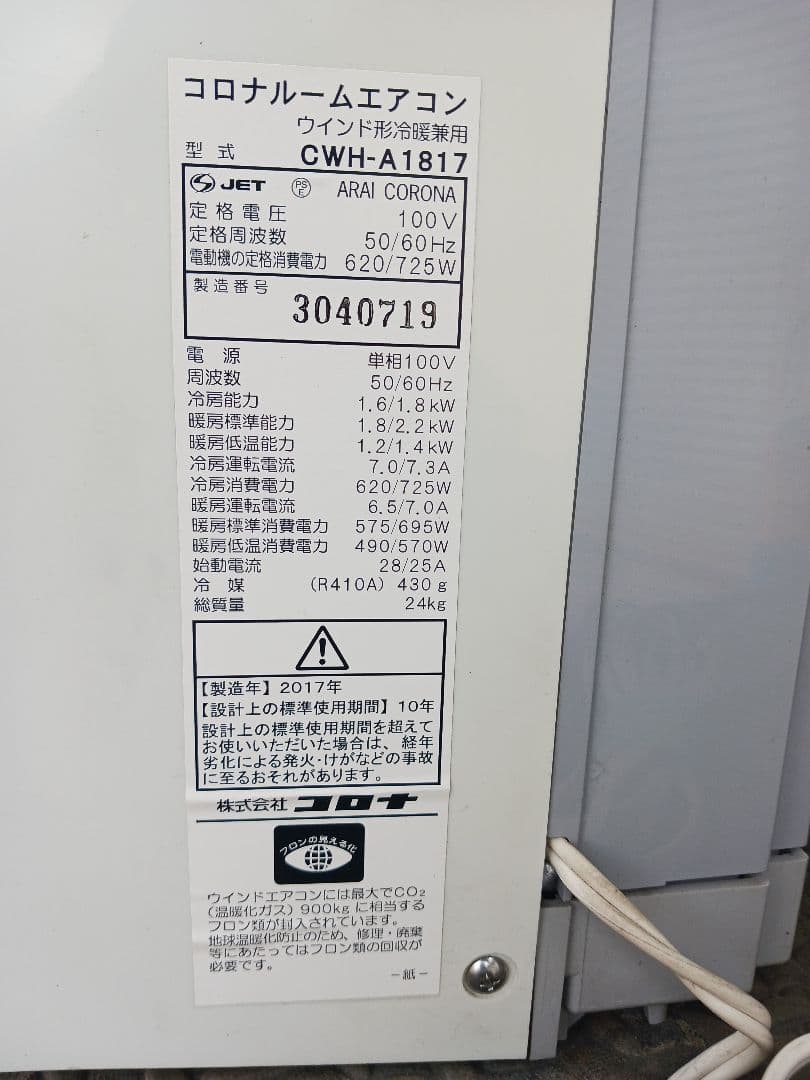 コロナルームエアコン
ウインド形冷暖兼用
型式 CWH-A1817
JET PSE ARAI CORONA
定格電圧 100V
定格周波数 50/60Hz
電動機の定格消費電力 620/725W
製造番号 3040719
電源 単相100V
周波数 50/60Hz
冷房能力 1.6/1.8kW
暖房標準能力 1.8/2.2kW
暖房低温能力 1.2/1.4kW
冷房運転電流 7.0/7.3A
冷房消費電力 620/725W
暖房運転電流 6.5/7.0A
暖房標準消費電力 575/695W
暖房低温消費電力 490/570W
始動電流 28/25A
冷媒 (R410A) 430g
総質量 24kg
【製造年】2017年
【設計上の標準使用期間】10年
設計上の標準使用期間を超えて
お使いいただいた場合は、経年
劣化による発火・けがなどの事故
に至るおそれがあります。
株式会社 コロナ
フロンの見える化
ウインドエアコンには最大でCO₂
(温暖化ガス) 900kgに相当する
フロン類が封入されています。
地球温暖化防止のため、修理・廃棄
等にあたってはフロン類の回収が
必要です。
－紙－